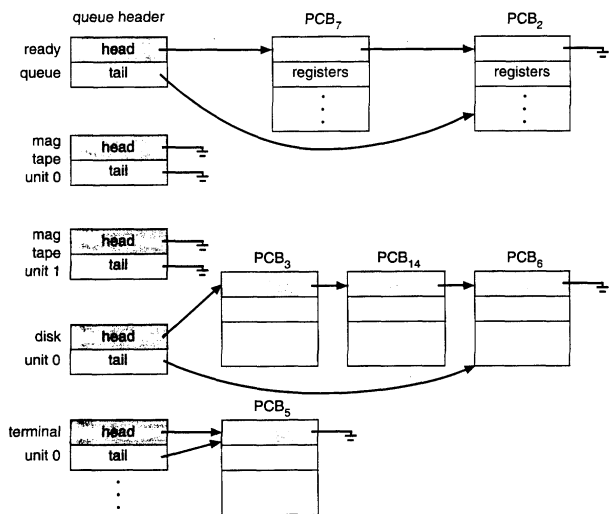 queue header
PCB7
PCB2
ready
queue
head
tail
registers
registers
mag
tape
unit 0
head
tail
mag
tape
unit 1
head
tail
PCB3
PCB14
PCB6
disk
unit 0
head
tail
PCB5
terminal
unit 0
head
tail